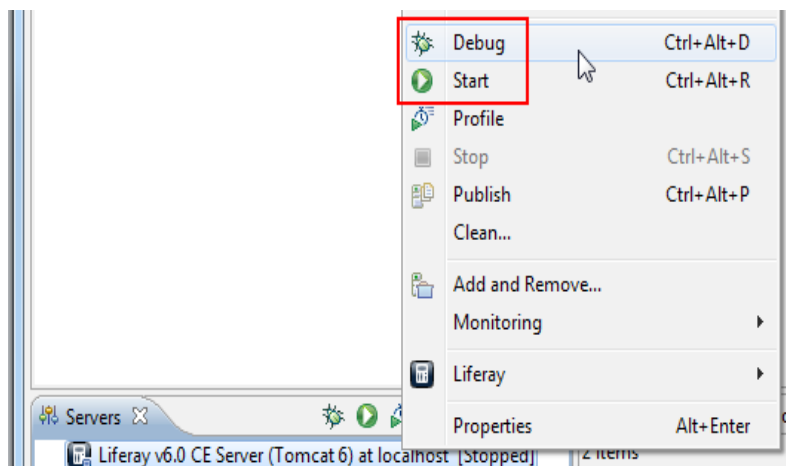 Debug Ctrl+Alt+D
Start Ctrl+Alt+R
Profile
Stop Ctrl+Alt+S
Publish Ctrl+Alt+P
Clean...
Add and Remove...
Monitoring
Liferay
Properties Alt+Enter
Servers
Liferay v6.0 CE Server (Tomcat 6) at localhost [Stopped]
2 items